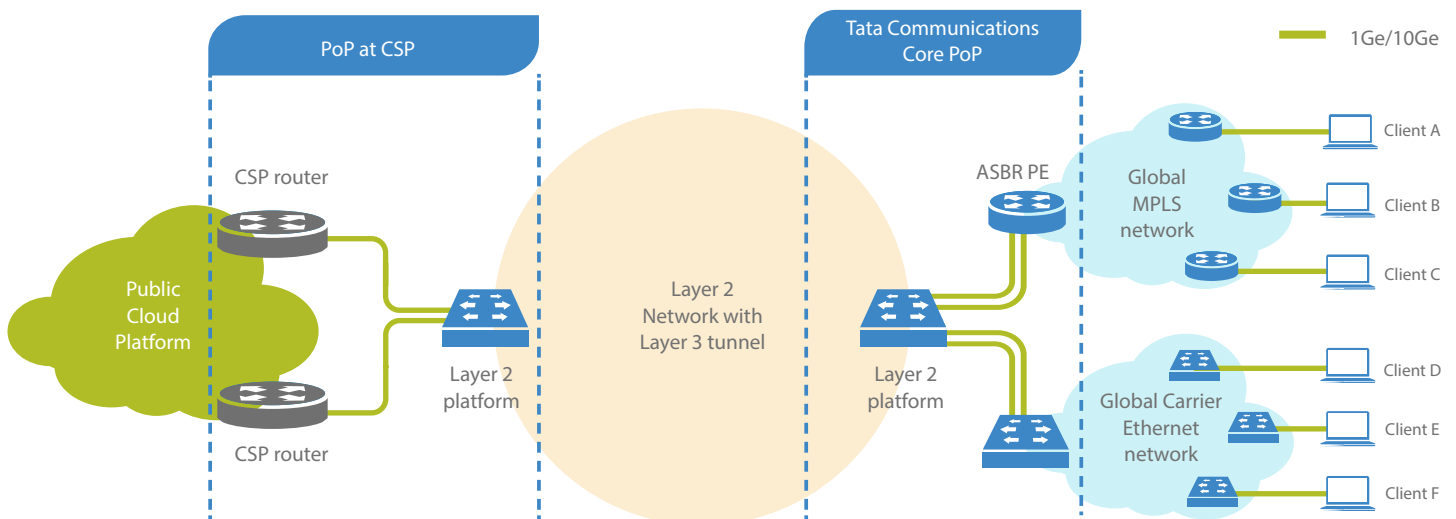 PoP at CSP
Tata Communications
Core PoP
1Ge/10Ge
CSP router
Public
Cloud
Platform
CSP router
Layer 2
platform
Layer 2
Network with
Layer 3 tunnel
Layer 2
platform
ASBR PE
Global
MPLS
network
Client A
Client B
Client C
Global Carrier
Ethernet
network
Client D
Client E
Client F